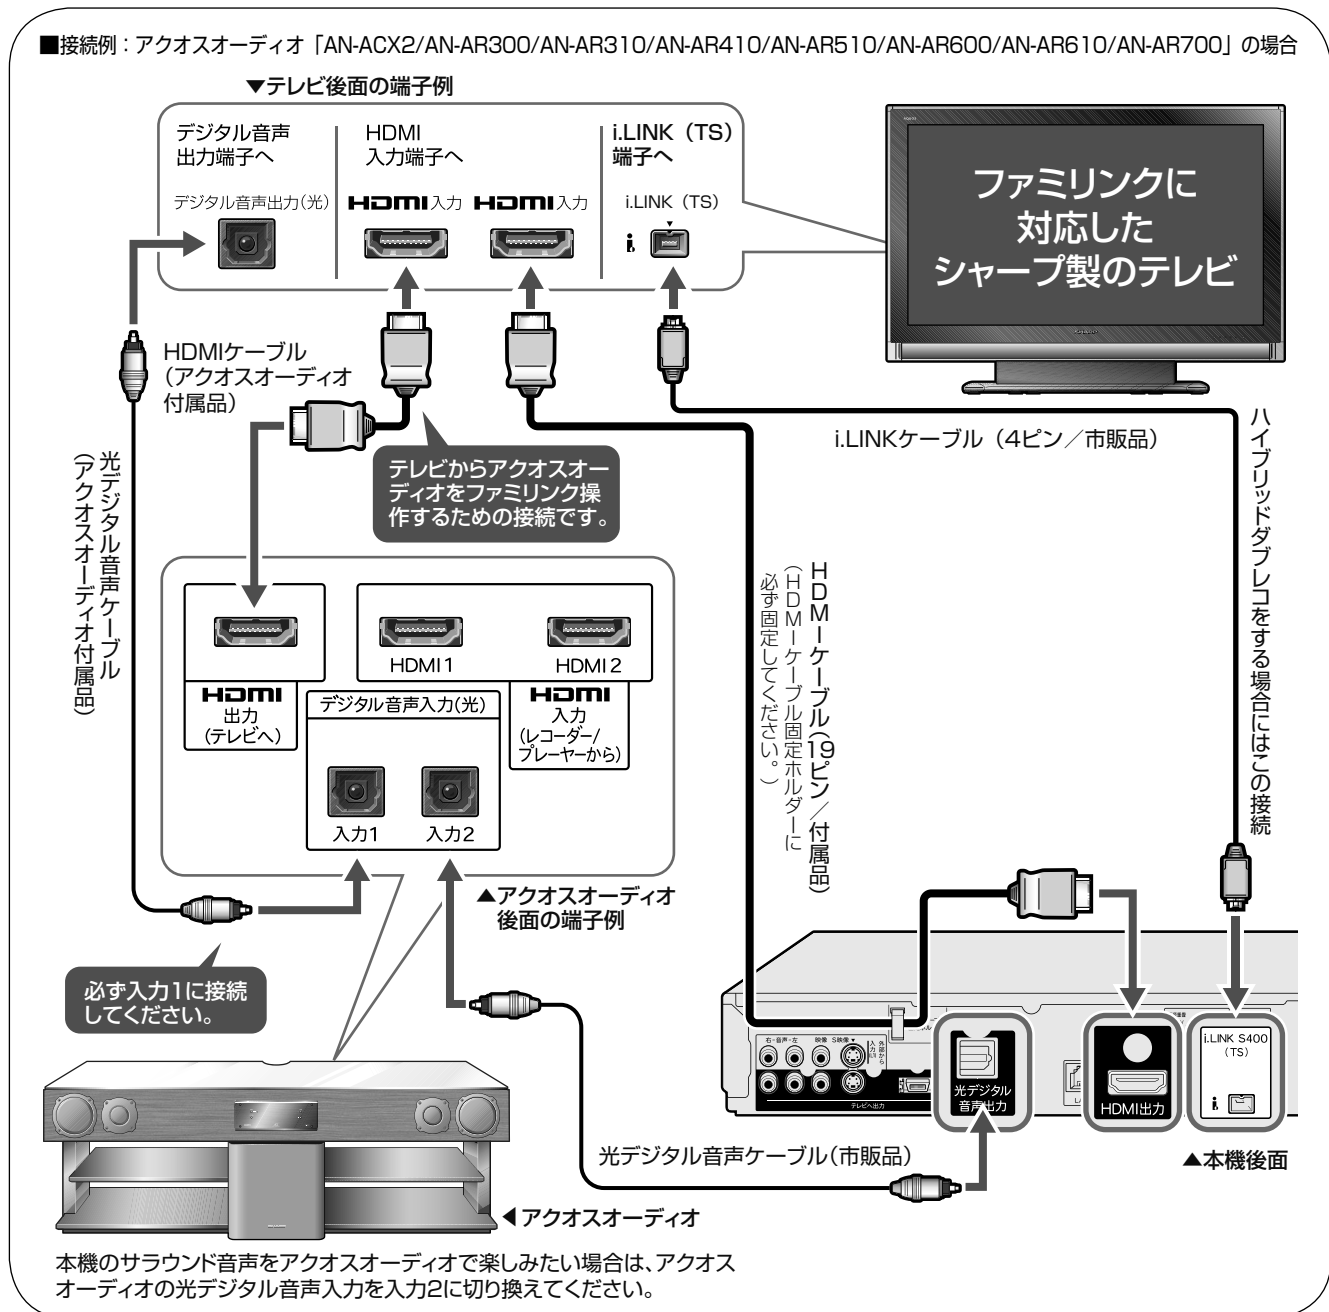 ■接続例：アクオスオーディオ「AN-ACX2/AN-AR300/AN-AR310/AN-AR410/AN-AR510/AN-AR600/AN-AR610/AN-AR700」の場合
▼テレビ後面の端子例
デジタル音声
出力端子へ
HDMI
入力端子へ
i.LINK（TS）
端子へ
デジタル音声出力(光)
HDMI入力
HDMI入力
i.LINK（TS）
ファミリンクに
対応した
シャープ製のテレビ
HDMIケーブル
（アクオスオーディオ
付属品）
光デジタル音声ケーブル
（アクオスオーディオ付属品）
テレビからアクオスオー
ディオをファミリンク操
作するための接続です。
i.LINKケーブル（4ピン／市販品）
ハイブリッドダブレコをする場合にはこの接続
HDMIケーブル（19ピン／付属品）
（HDMIケーブル固定ホルダーに
必ず固定してください。）
HDMI 1
HDMI 2
HDMI
出力
(テレビへ)
デジタル音声入力(光)
HDMI
入力
(レコーダー/
プレーヤーから)
入力1
入力2
▲アクオスオーディオ
後面の端子例
必ず入力1に接続
してください。
右-音声-左
映像
S映像
テレビへ出力
光デジタル
音声出力
HDMI出力
i.LINK S400
(TS)
▲本機後面
光デジタル音声ケーブル（市販品）
◀アクオスオーディオ
本機のサラウンド音声をアクオスオーディオで楽しみたい場合は、アクオス
オーディオの光デジタル音声入力を入力2に切り換えてください。